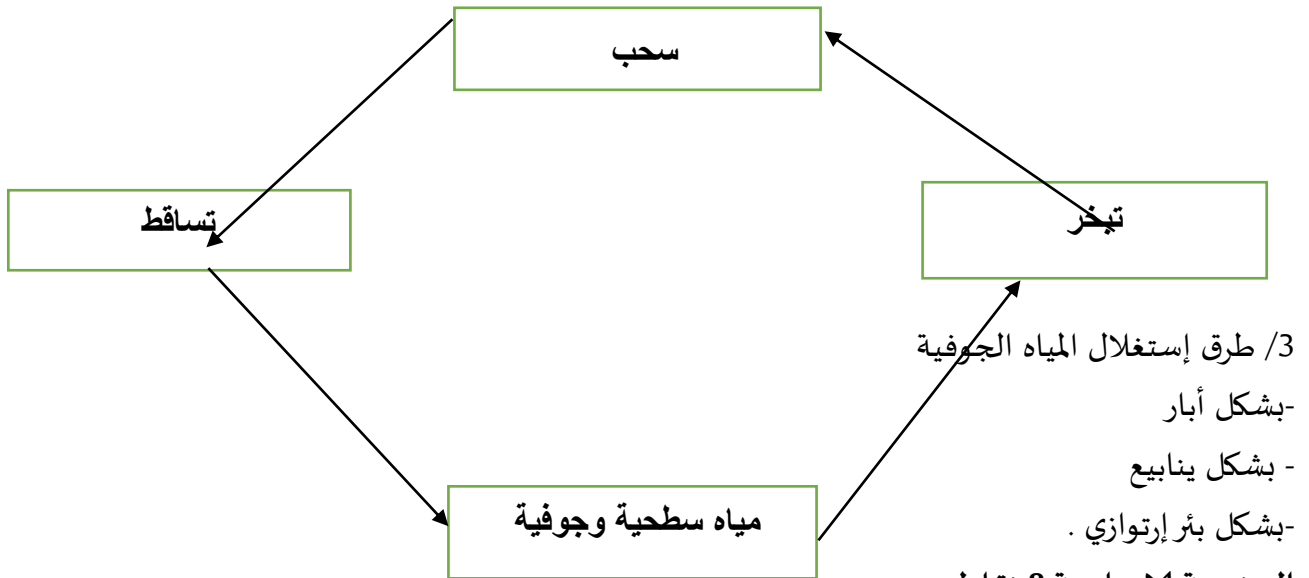 سحب
تساقط
تبخر
3/ طرق إستغلال المياه الجوفية
-بشكل أبار
- بشكل ينابيع
مياه سطحية وجوفية
-بشكل بئر إرتوازي .